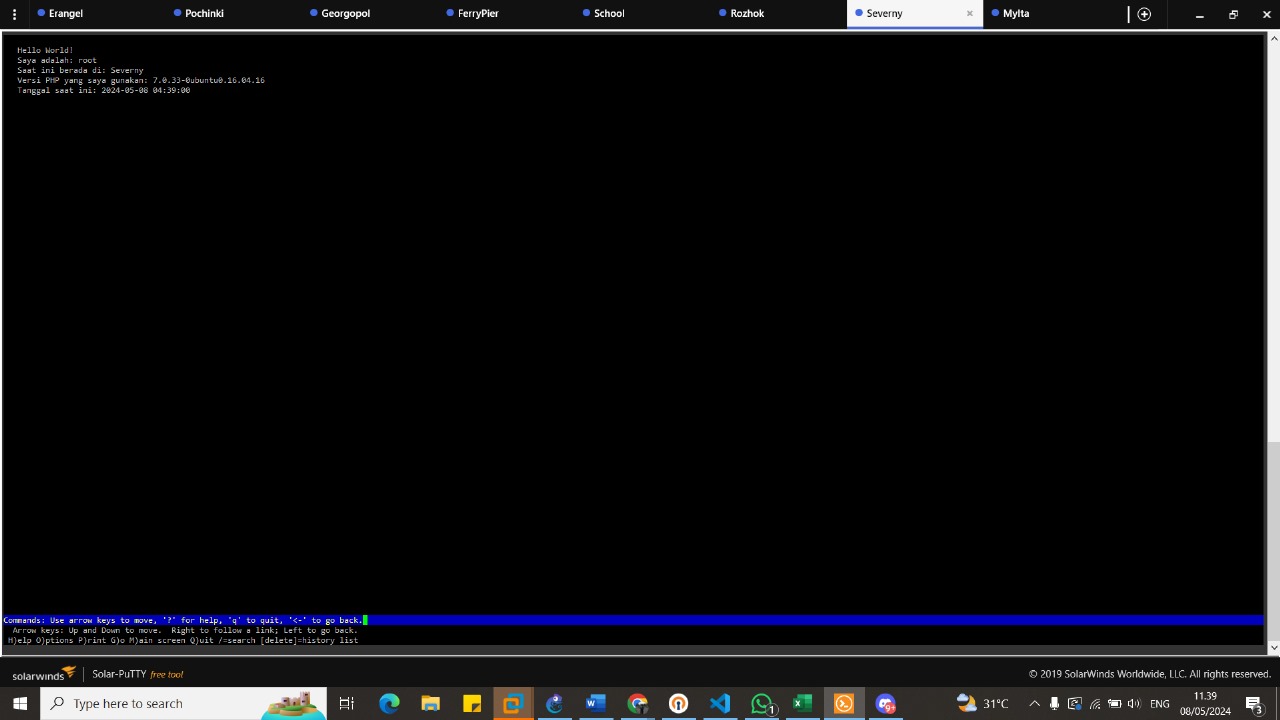 Erangel Pochinki Georgopol FerryPier School Rozhok Severny × Mylta
Hello World!
Saya adalah: root
Saat ini berada di: Severny
Versi PHP yang saya gunakan: 7.0.33-0ubuntu0.16.04.16
Tanggal saat ini: 2024-05-08 04:39:00
Commands: Use arrow keys to move, '?' for help, 'q' to quit, '<-' to go back.
Arrow keys: Up and Down to move.  Right to follow a link; Left to go back.
H)elp O)ptions P)rint G)o M)ain screen Q)uit /=search [delete]=history list
solarwinds Solar-PuTTY free tool © 2019 SolarWinds Worldwide, LLC. All rights reserved.
Type here to search 1 9+ 31°C ENG 11.39
08/05/2024 3